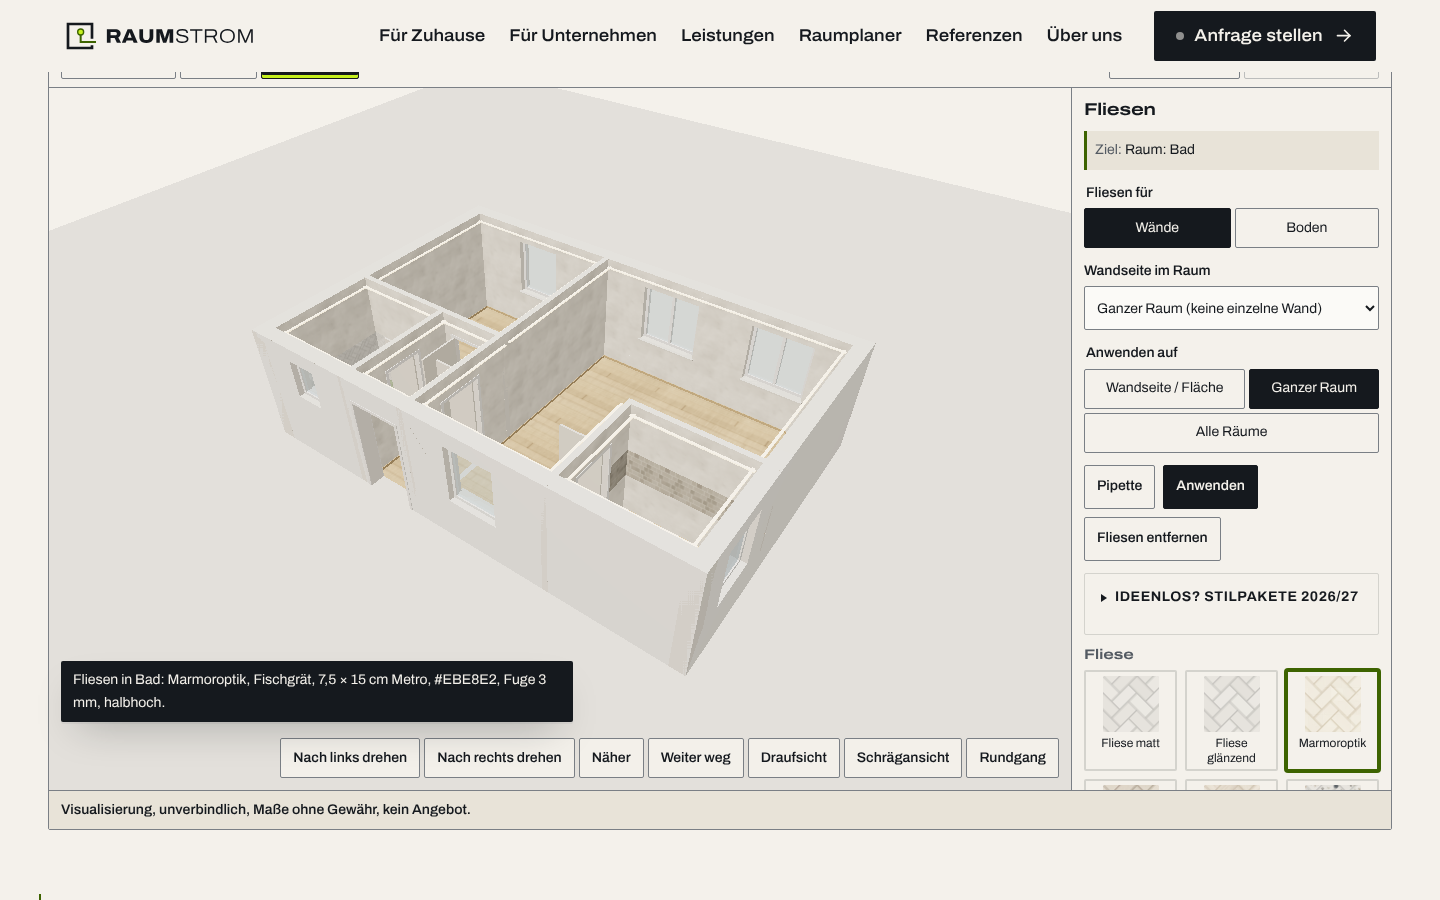 RAUMSTROM
Für Zuhause
Für Unternehmen
Leistungen
Raumplaner
Referenzen
Über uns
Anfrage stellen
Fliesen
Ziel: Raum: Bad
Fliesen für
Wände
Boden
Wandseite im Raum
Ganzer Raum (keine einzelne Wand)
Anwenden auf
Wandseite / Fläche
Ganzer Raum
Alle Räume
Pipette
Anwenden
Fliesen entfernen
IDEENLOS? STILPAKETE 2026/27
Fliese
Fliese matt
Fliese
glänzend
Marmoroptik
Fliesen in Bad: Marmoroptik, Fischgrät, 7,5 × 15 cm Metro, #EBE8E2, Fuge 3
mm, halbhoch.
Nach links drehen
Nach rechts drehen
Näher
Weiter weg
Draufsicht
Schrägansicht
Rundgang
Visualisierung, unverbindlich, Maße ohne Gewähr, kein Angebot.